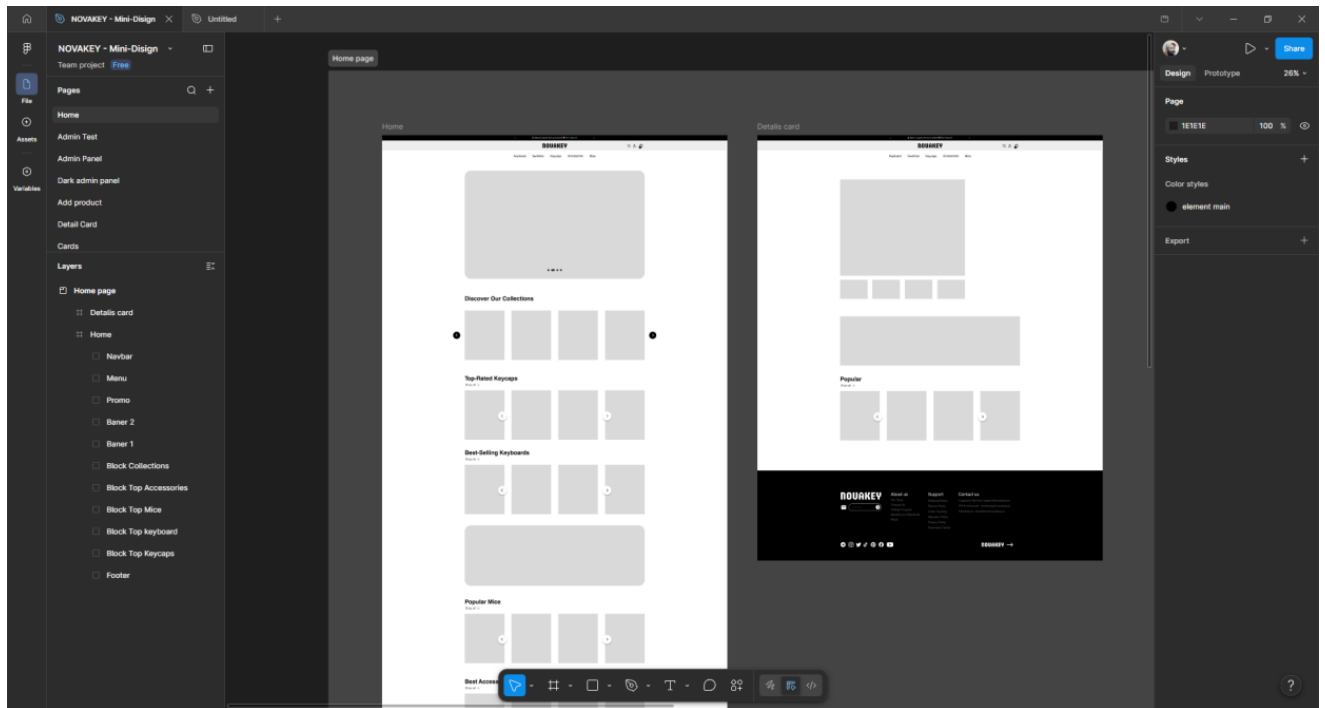 NOVAKEY - Mini-Disign
Untitled
NOVAKEY - Mini-Disign
Team project Free
File
Assets
Variables
Pages
Home
Admin Test
Admin Panel
Dark admin panel
Add product
Detail Card
Cards
Layers
Home page
Detalis card
Home
Navbar
Menu
Promo
Baner 2
Baner 1
Block Collections
Block Top Accessories
Block Top Mice
Block Top keyboard
Block Top Keycaps
Footer
Home page
Home
NOVAKEY
Discover Our Collections
Top-Rated Keycaps
Best-Selling Keyboards
Popular Mice
Best Access
Detalis card
NOVAKEY
Popular
NOVAKEY
About us
Support
Contact us
NOVAKEY
Share
Design Prototype 26%
Page
1E1E1E 100 %
Styles
Color styles
element main
Export
?